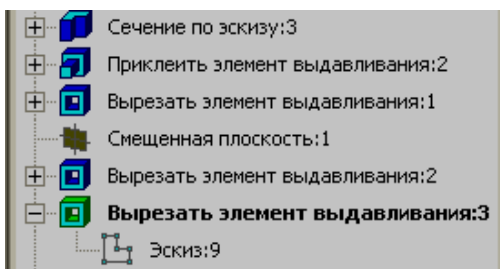 Сечение по эскизу:3
Приклеить элемент выдавливания:2
Вырезать элемент выдавливания:1
Смещенная плоскость:1
Вырезать элемент выдавливания:2
Вырезать элемент выдавливания:3
Эскиз:9